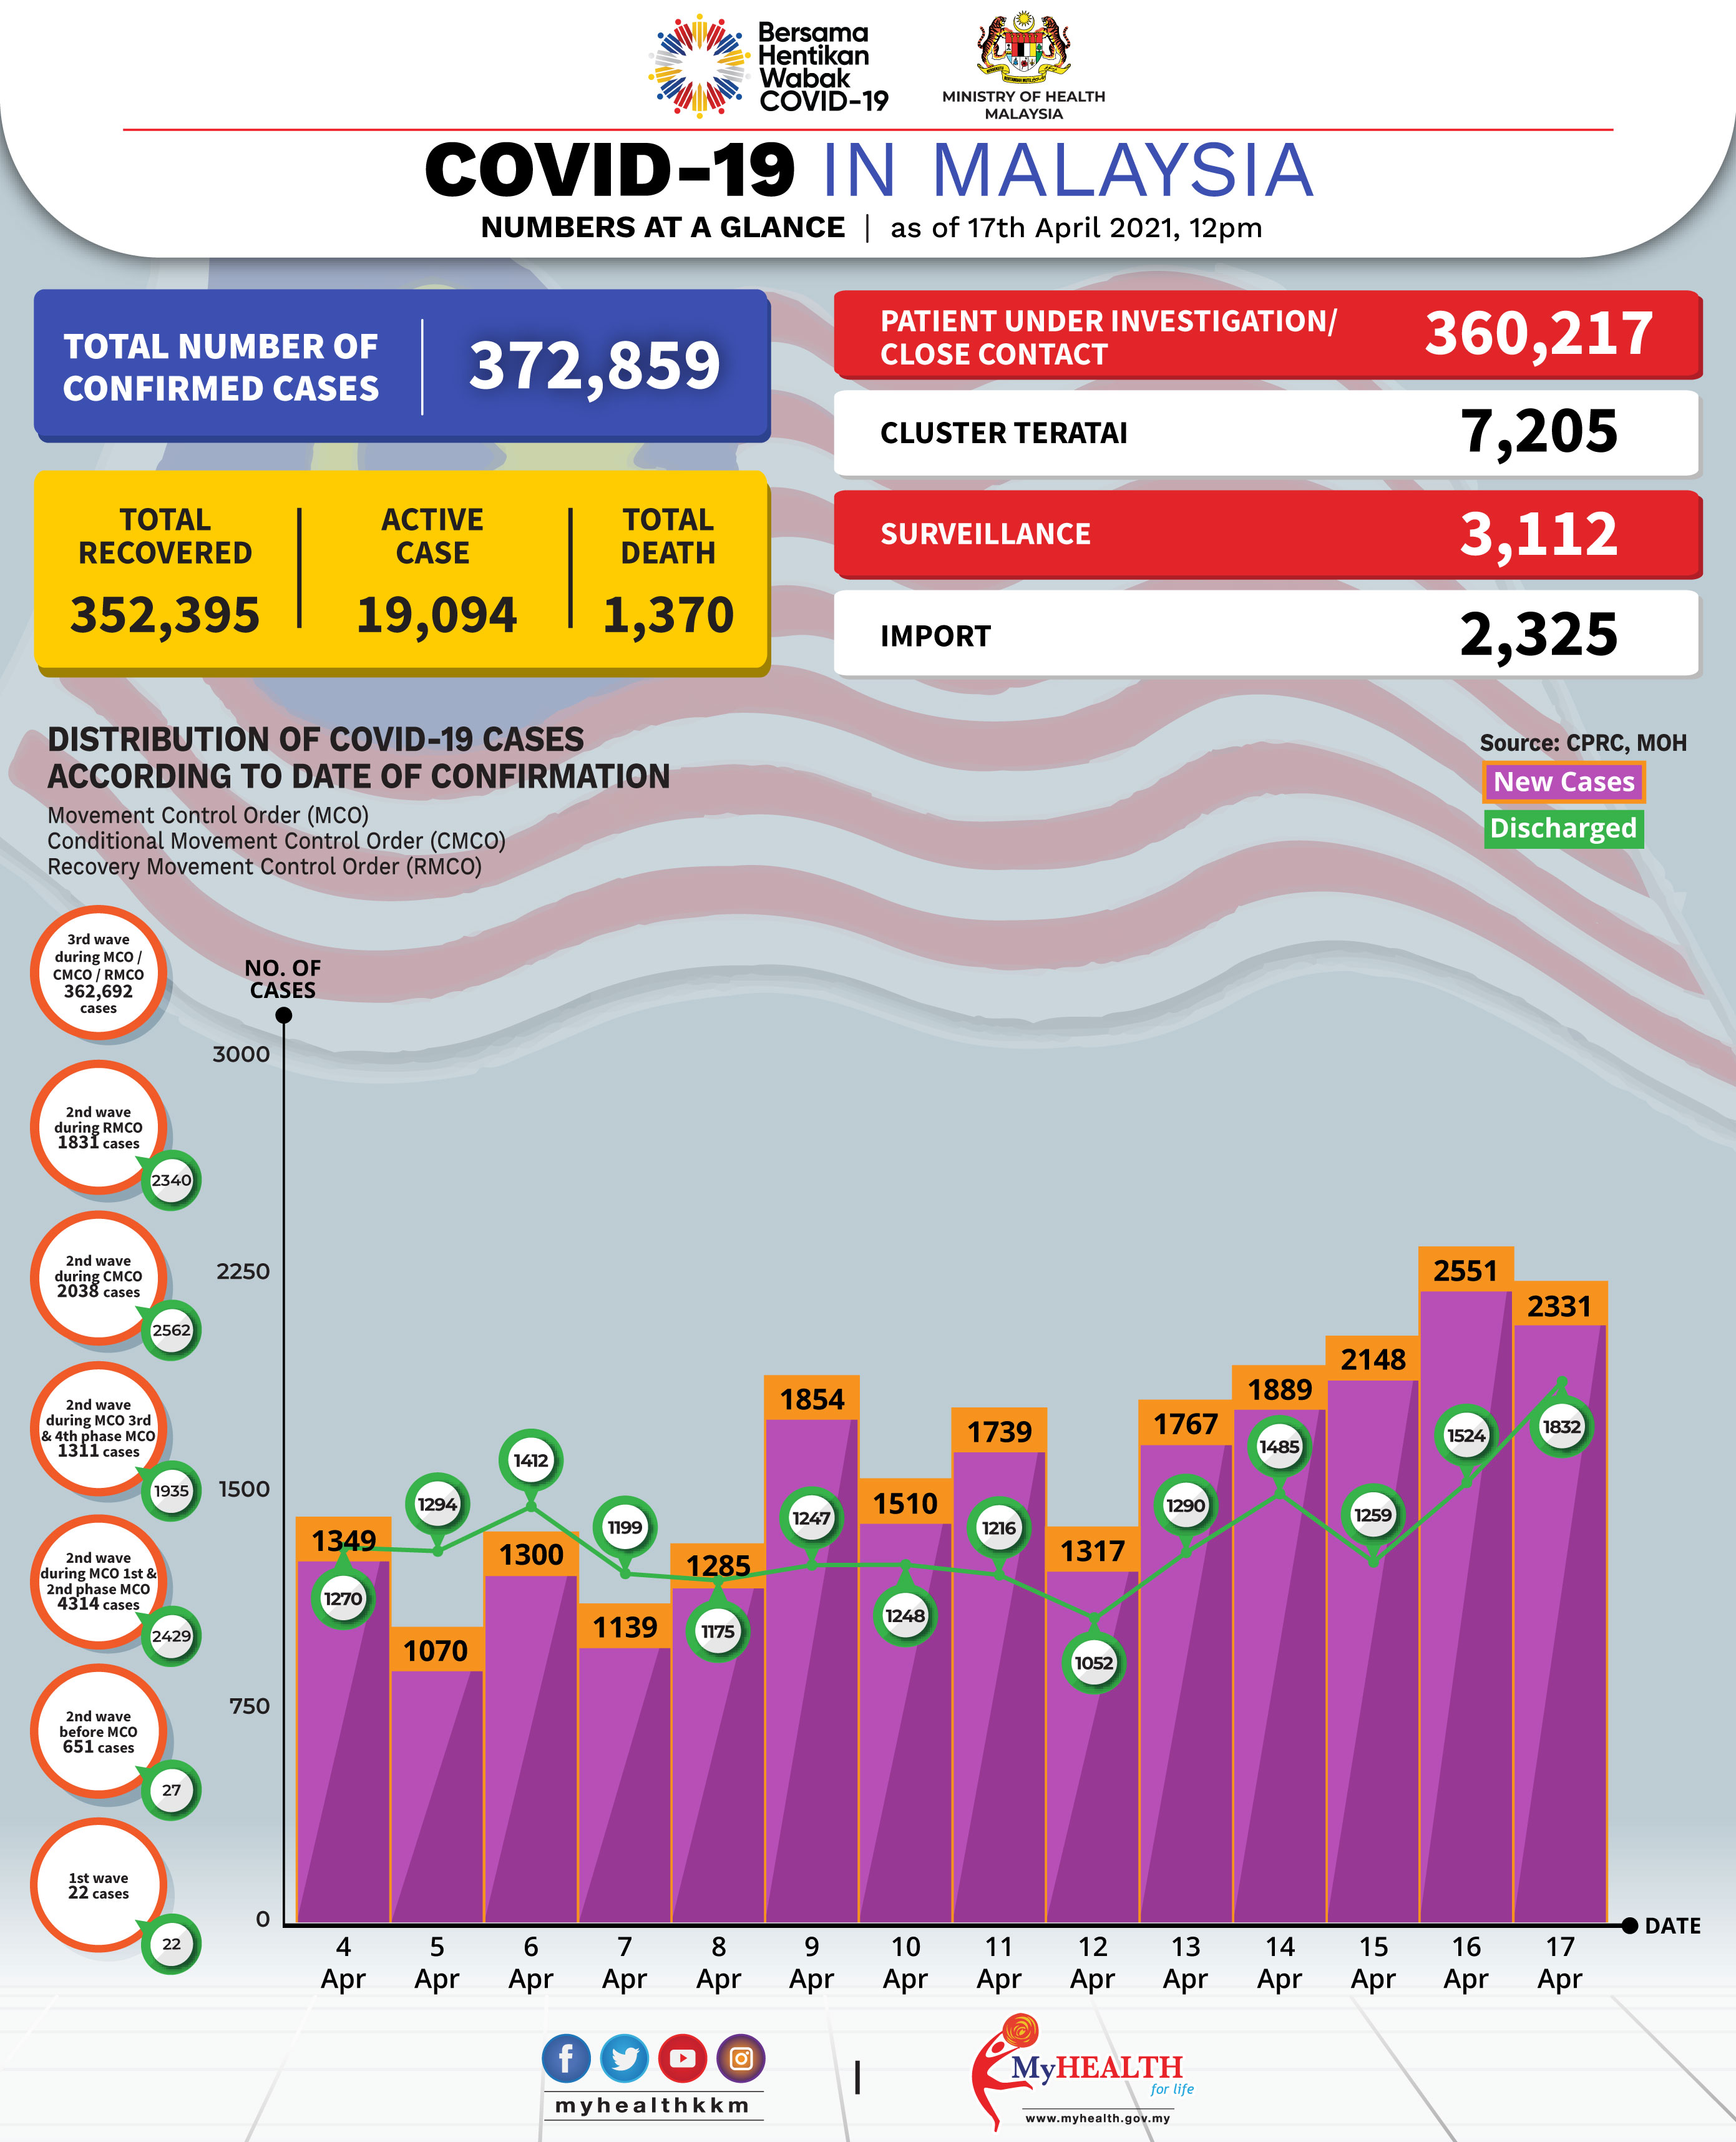 Bersama
Hentikan
Wabak
COVID-19
MINISTRY OF HEALTH
MALAYSIA
COVID-19 IN MALAYSIA
NUMBERS AT A GLANCE | as of 17th April 2021, 12pm
TOTAL NUMBER OF
CONFIRMED CASES
372,859
TOTAL
RECOVERED
352,395
ACTIVE
CASE
19,094
TOTAL
DEATH
1,370
PATIENT UNDER INVESTIGATION/
CLOSE CONTACT
360,217
CLUSTER TERATAI
7,205
SURVEILLANCE
3,112
IMPORT
2,325
DISTRIBUTION OF COVID-19 CASES
ACCORDING TO DATE OF CONFIRMATION
Movement Control Order (MCO)
Conditional Movement Control Order (CMCO)
Recovery Movement Control Order (RMCO)
Source: CPRC, MOH
New Cases
Discharged
3rd wave
during MCO /
CMCO / RMCO
362,692
cases
2nd wave
during RMCO
1831 cases
2340
2nd wave
during CMCO
2038 cases
2562
2nd wave
during MCO 3rd
& 4th phase MCO
1311 cases
1935
2nd wave
during MCO 1st &
2nd phase MCO
4314 cases
2429
2nd wave
before MCO
651 cases
27
1st wave
22 cases
22
NO. OF
CASES
3000
2250
1500
750
0
1349
1070
1300
1139
1285
1854
1510
1739
1317
1767
1889
2148
2551
2331
1270
1294
1412
1199
1175
1247
1248
1216
1052
1290
1485
1259
1524
1832
4 Apr
5 Apr
6 Apr
7 Apr
8 Apr
9 Apr
10 Apr
11 Apr
12 Apr
13 Apr
14 Apr
15 Apr
16 Apr
17 Apr
DATE
myhealthkkm
MyHEALTH
for life
www.myhealth.gov.my